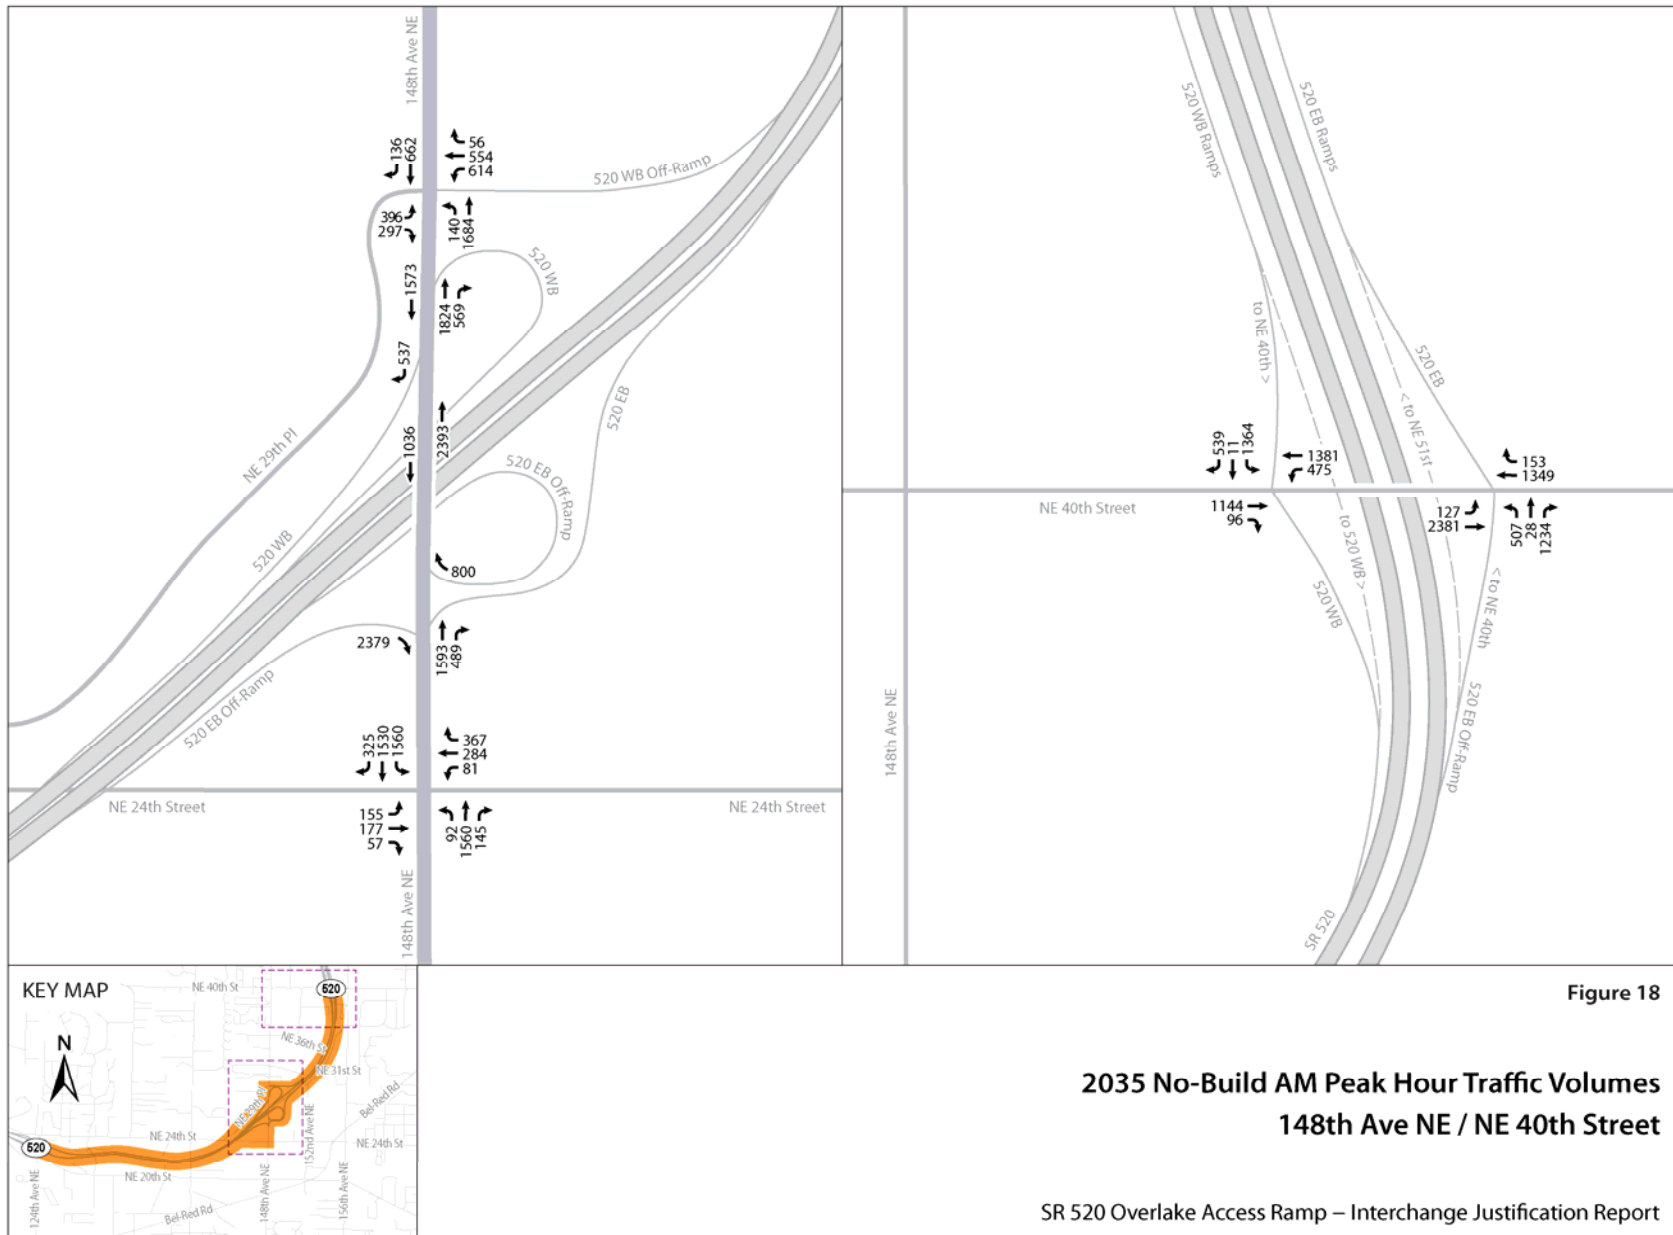 148th Ave NE
136
662
56
554
614
520 WB Off-Ramp
396
297
140
1684
1573
1824
569
520 WB
537
1036
2393
520 EB
520 EB Off-Ramp
NE 29th Pl
520 WB
800
2379
1593
489
520 EB Off-Ramp
325
1530
1560
367
284
81
NE 24th Street
NE 24th Street
155
177
57
92
1560
145
148th Ave NE
520 WB Ramps
520 EB Ramps
to NE 40th >
520 EB
< to NE 51st
539
11
1364
1381
475
153
1349
1144
96
NE 40th Street
127
2381
507
28
1234
to 520 WB >
520 WB
< to NE 40th
148th Ave NE
520 EB Off-Ramp
SR 520
KEY MAP
N
NE 40th St
520
NE 36th St
NE 31st St
NE 29th Pl
Bel-Red Rd
152nd Ave NE
NE 24th St
NE 24th St
520
NE 20th St
124th Ave NE
148th Ave NE
156th Ave NE
Bel-Red Rd
Figure 18
2035 No-Build AM Peak Hour Traffic Volumes
148th Ave NE / NE 40th Street
SR 520 Overlake Access Ramp – Interchange Justification Report